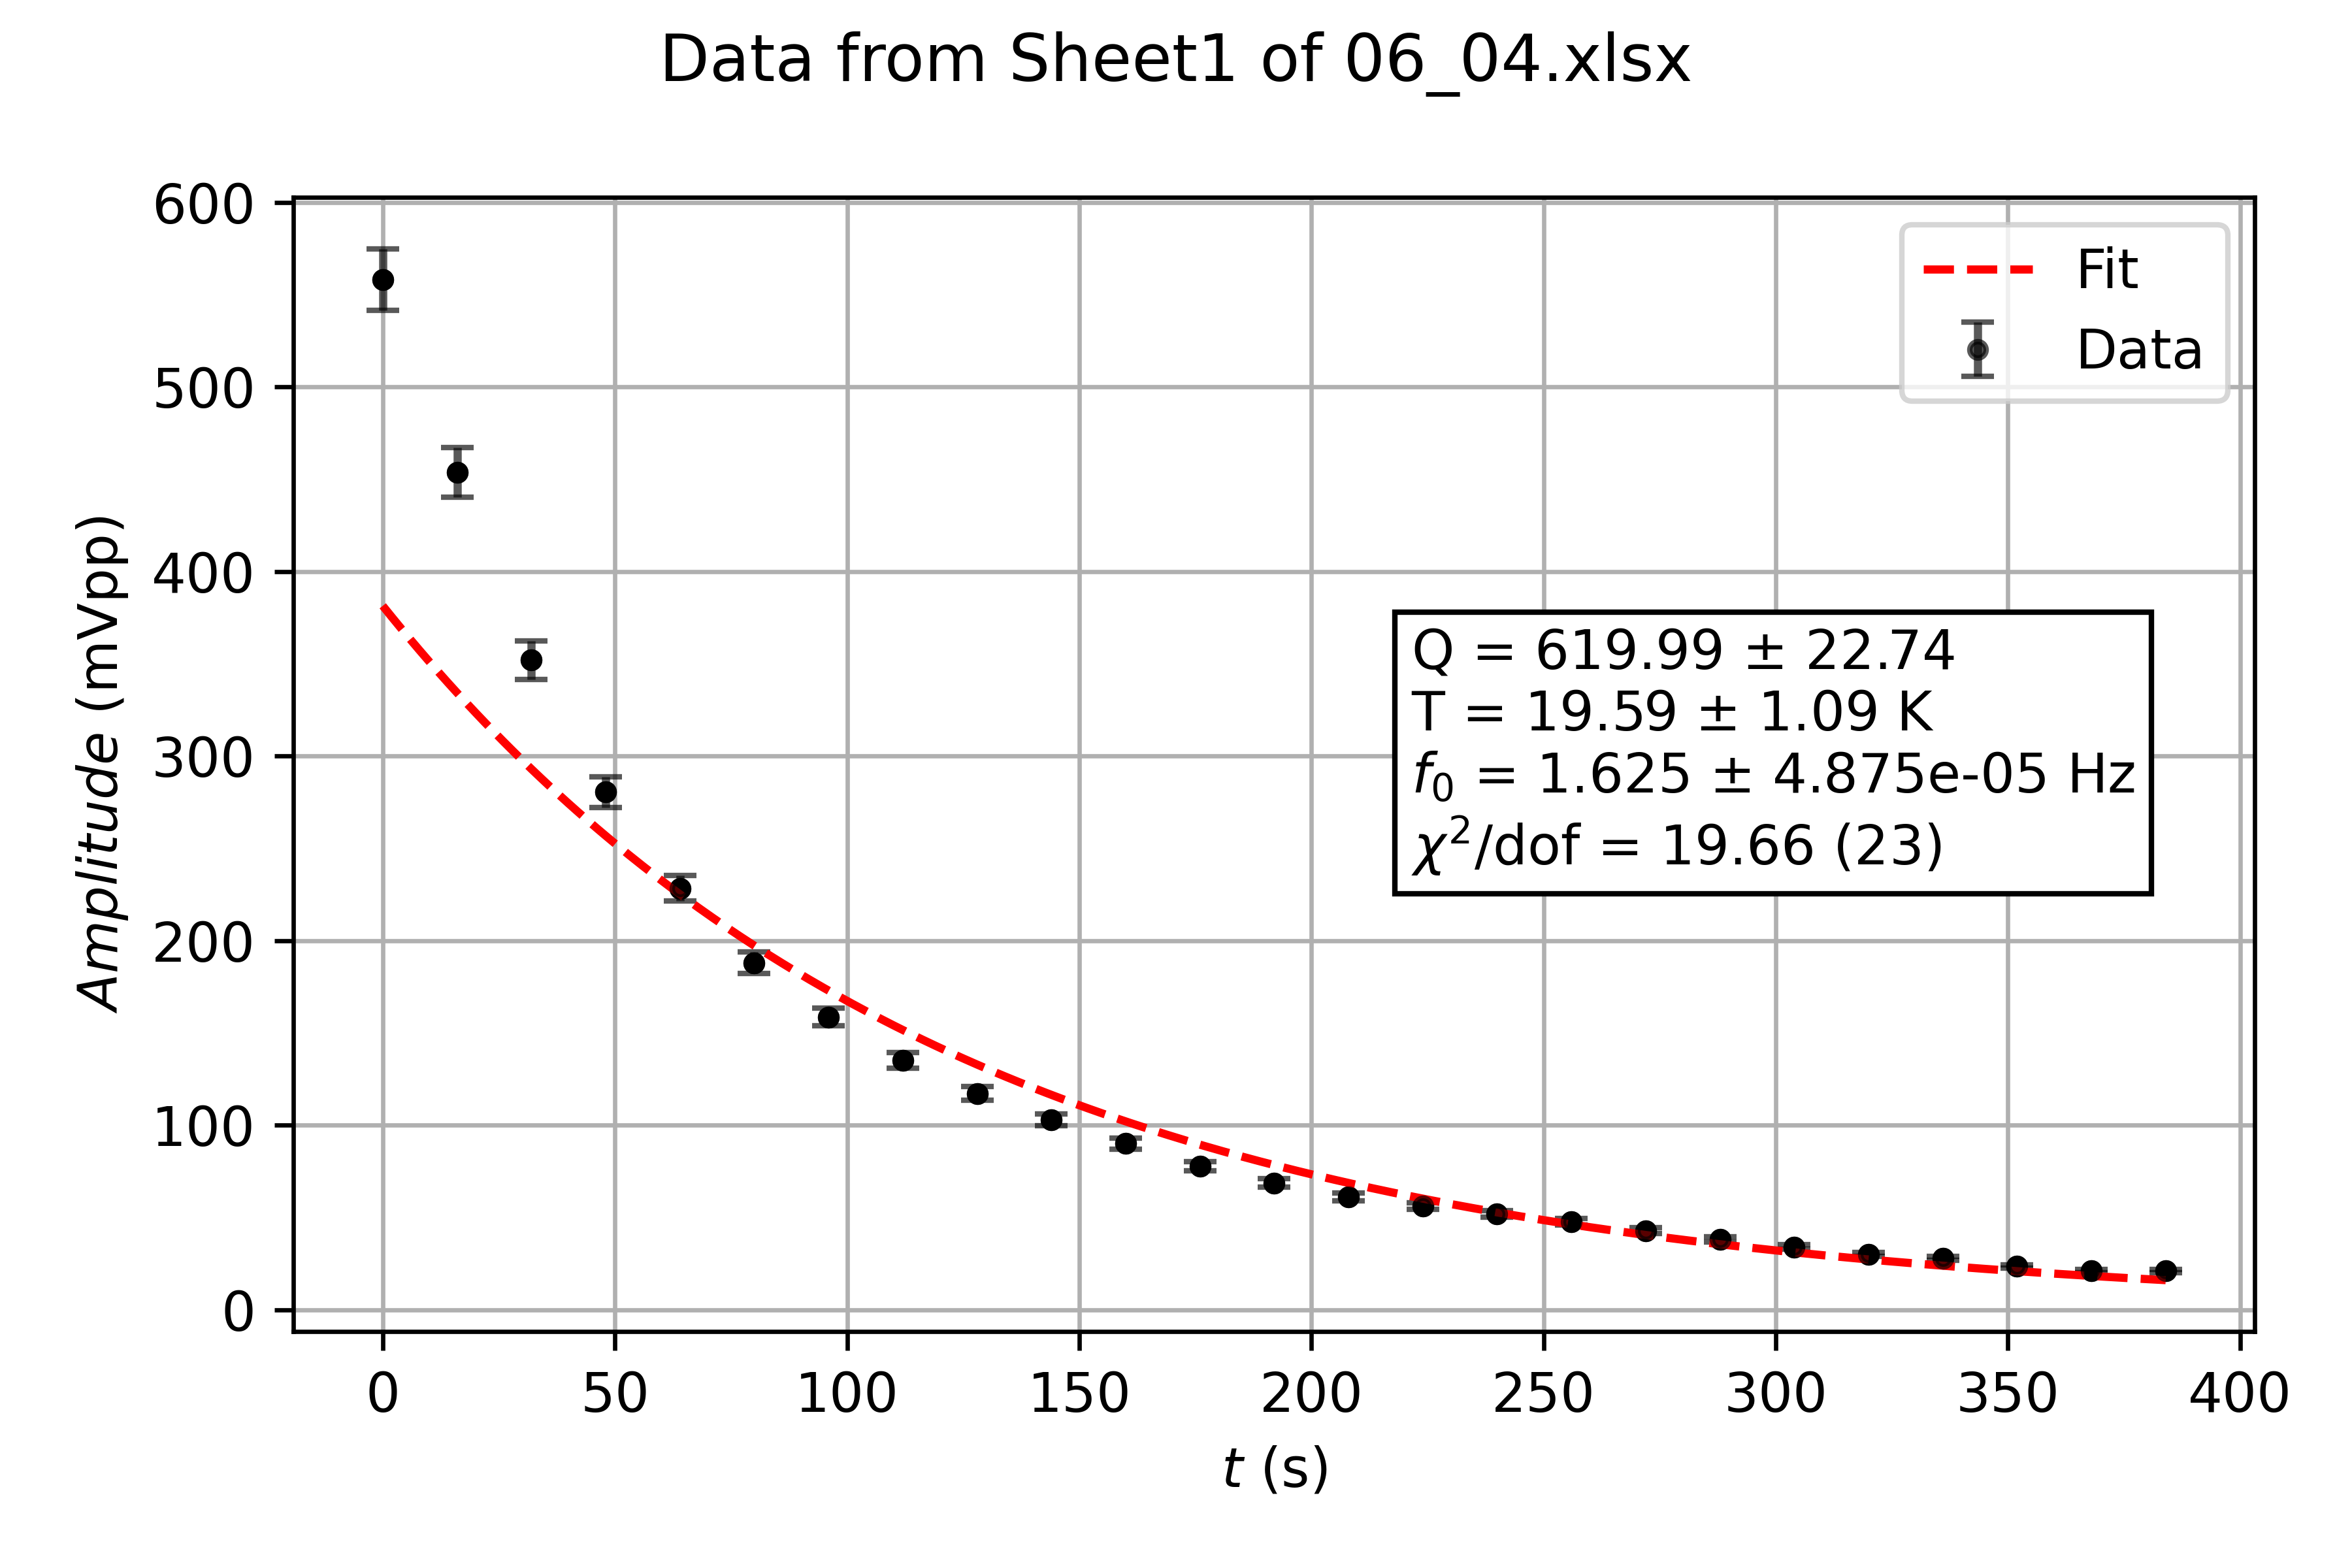 Data from Sheet1 of 06_04.xlsx
600
500
400
300
200
100
0
Amplitude (mVpp)
Fit
Data
Q = 619.99 ± 22.74
T = 19.59 ± 1.09 K
f₀ = 1.625 ± 4.875e-05 Hz
χ²/dof = 19.66 (23)
0 50 100 150 200 250 300 350 400
t (s)